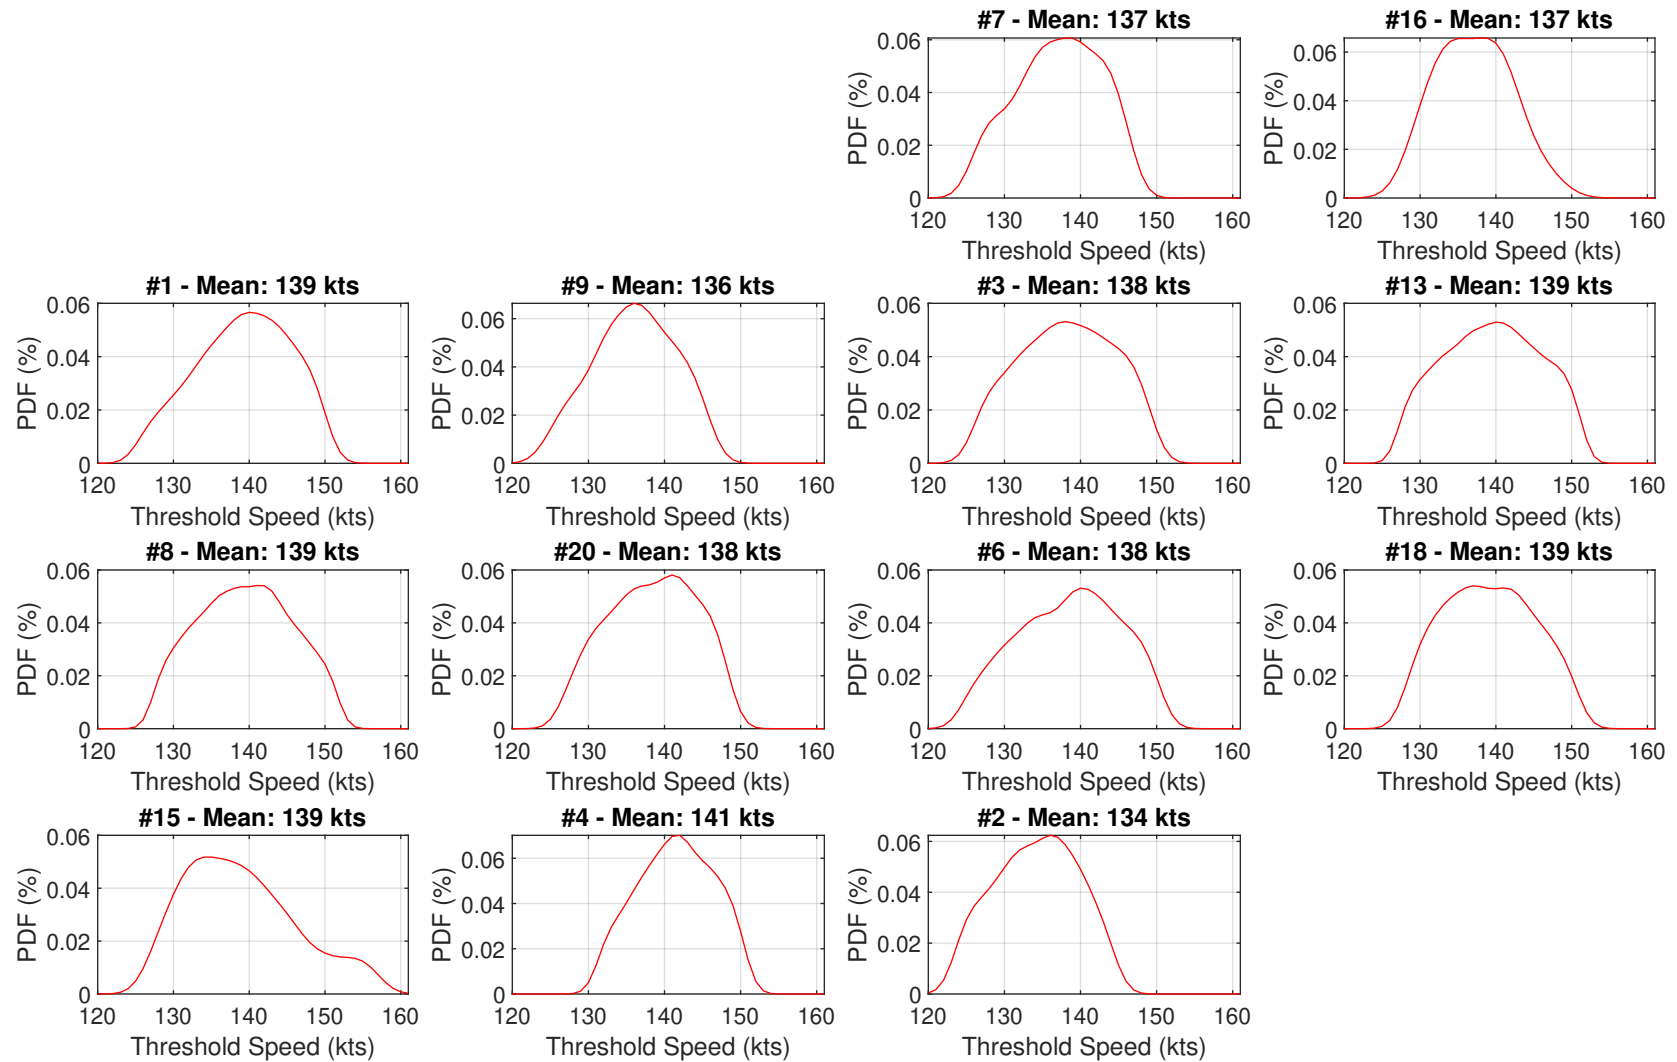 #7 - Mean: 137 kts
PDF (%)
0.06
0.04
0.02
0
120 130 140 150 160
Threshold Speed (kts)
#16 - Mean: 137 kts
PDF (%)
0.06
0.04
0.02
0
120 130 140 150 160
Threshold Speed (kts)
#1 - Mean: 139 kts
PDF (%)
0.06
0.04
0.02
0
120 130 140 150 160
Threshold Speed (kts)
#9 - Mean: 136 kts
PDF (%)
0.06
0.04
0.02
0
120 130 140 150 160
Threshold Speed (kts)
#3 - Mean: 138 kts
PDF (%)
0.06
0.04
0.02
0
120 130 140 150 160
Threshold Speed (kts)
#13 - Mean: 139 kts
PDF (%)
0.06
0.04
0.02
0
120 130 140 150 160
Threshold Speed (kts)
#8 - Mean: 139 kts
PDF (%)
0.06
0.04
0.02
0
120 130 140 150 160
Threshold Speed (kts)
#20 - Mean: 138 kts
PDF (%)
0.06
0.04
0.02
0
120 130 140 150 160
Threshold Speed (kts)
#6 - Mean: 138 kts
PDF (%)
0.06
0.04
0.02
0
120 130 140 150 160
Threshold Speed (kts)
#18 - Mean: 139 kts
PDF (%)
0.06
0.04
0.02
0
120 130 140 150 160
Threshold Speed (kts)
#15 - Mean: 139 kts
PDF (%)
0.06
0.04
0.02
0
120 130 140 150 160
Threshold Speed (kts)
#4 - Mean: 141 kts
PDF (%)
0.06
0.04
0.02
0
120 130 140 150 160
Threshold Speed (kts)
#2 - Mean: 134 kts
PDF (%)
0.06
0.04
0.02
0
120 130 140 150 160
Threshold Speed (kts)